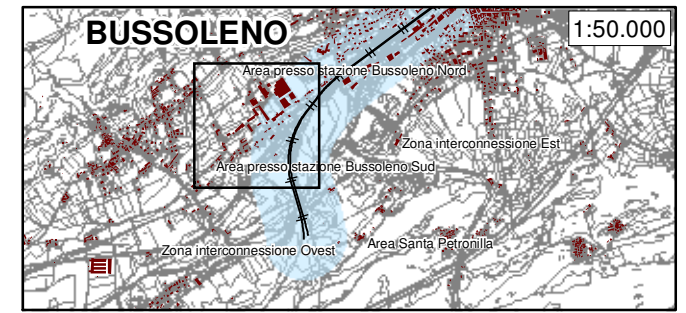 BUSSOLENO
1:50.000
Area presso stazione Bussoleno Nord
Zona interconnessione Est
Area presso stazione Bussoleno Sud
Area Santa Petronilla
Zona interconnessione Ovest